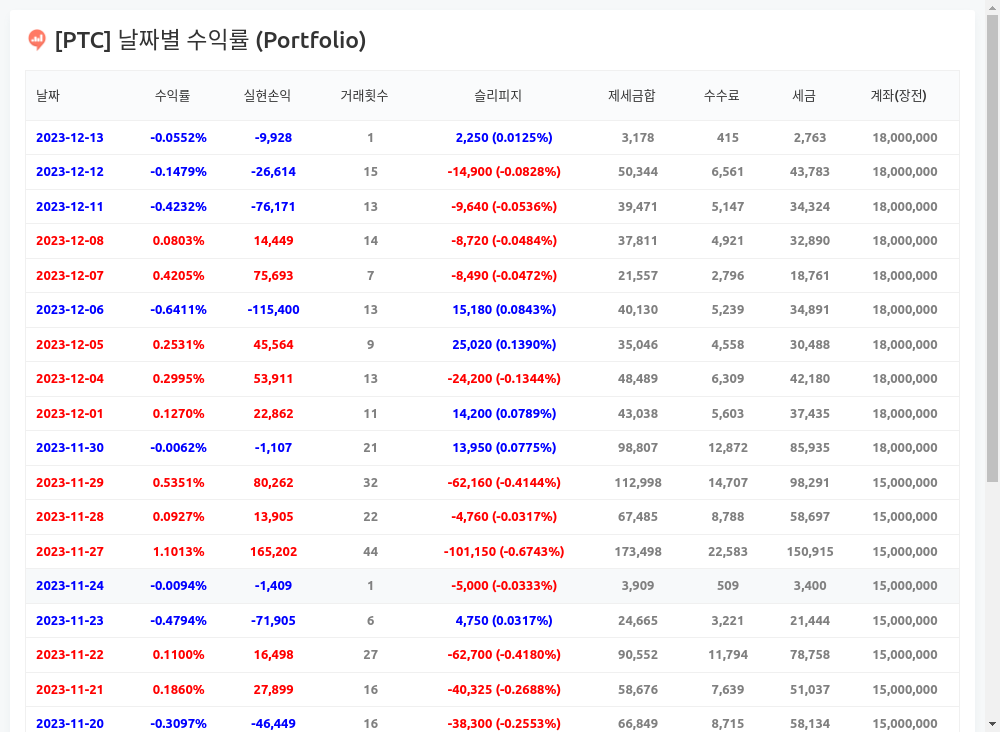 [PTC] 날짜별 수익률 (Portfolio)
날짜 수익률 실현손익 거래횟수 슬리피지 제세금합 수수료 세금 계좌(장전)
2023-12-13 -0.0552% -9,928 1 2,250 (0.0125%) 3,178 415 2,763 18,000,000
2023-12-12 -0.1479% -26,614 15 -14,900 (-0.0828%) 50,344 6,561 43,783 18,000,000
2023-12-11 -0.4232% -76,171 13 -9,640 (-0.0536%) 39,471 5,147 34,324 18,000,000
2023-12-08 0.0803% 14,449 14 -8,720 (-0.0484%) 37,811 4,921 32,890 18,000,000
2023-12-07 0.4205% 75,693 7 -8,490 (-0.0472%) 21,557 2,796 18,761 18,000,000
2023-12-06 -0.6411% -115,400 13 15,180 (0.0843%) 40,130 5,239 34,891 18,000,000
2023-12-05 0.2531% 45,564 9 25,020 (0.1390%) 35,046 4,558 30,488 18,000,000
2023-12-04 0.2995% 53,911 13 -24,200 (-0.1344%) 48,489 6,309 42,180 18,000,000
2023-12-01 0.1270% 22,862 11 14,200 (0.0789%) 43,038 5,603 37,435 18,000,000
2023-11-30 -0.0062% -1,107 21 13,950 (0.0775%) 98,807 12,872 85,935 18,000,000
2023-11-29 0.5351% 80,262 32 -62,160 (-0.4144%) 112,998 14,707 98,291 15,000,000
2023-11-28 0.0927% 13,905 22 -4,760 (-0.0317%) 67,485 8,788 58,697 15,000,000
2023-11-27 1.1013% 165,202 44 -101,150 (-0.6743%) 173,498 22,583 150,915 15,000,000
2023-11-24 -0.0094% -1,409 1 -5,000 (-0.0333%) 3,909 509 3,400 15,000,000
2023-11-23 -0.4794% -71,905 6 4,750 (0.0317%) 24,665 3,221 21,444 15,000,000
2023-11-22 0.1100% 16,498 27 -62,700 (-0.4180%) 90,552 11,794 78,758 15,000,000
2023-11-21 0.1860% 27,899 16 -40,325 (-0.2688%) 58,676 7,639 51,037 15,000,000
2023-11-20 -0.3097% -46,449 16 -38,300 (-0.2553%) 66,849 8,715 58,134 15,000,000